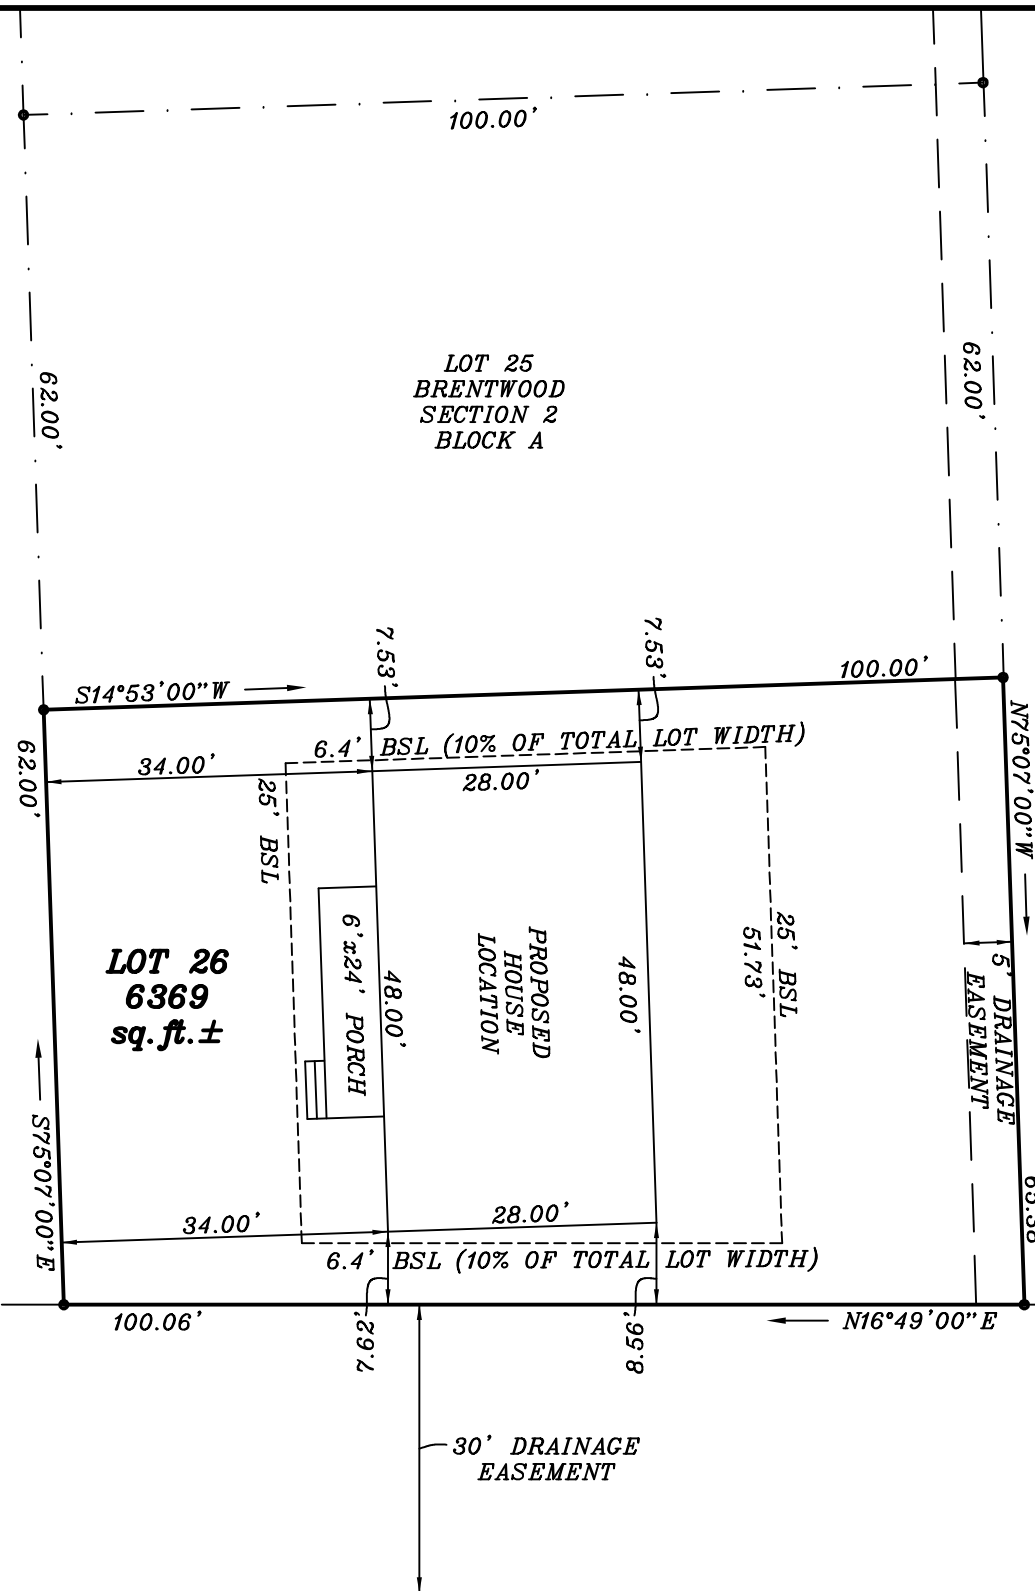 100.00'
62.00'
62.00'
LOT 25
BRENTWOOD
SECTION 2
BLOCK A
7.53'
7.53'
100.00'
S14°53'00"W
N75°07'00"W
62.00'
6.4' BSL (10% OF TOTAL LOT WIDTH)
34.00'
28.00'
25' BSL
25' BSL
51.73'
6'x24' PORCH
48.00'
PROPOSED
HOUSE
LOCATION
48.00'
LOT 26
6369
sq.ft.±
5' DRAINAGE
EASEMENT
S75°07'00"E
34.00'
28.00'
6.4' BSL (10% OF TOTAL LOT WIDTH)
100.06'
7.62'
8.56'
N16°49'00"E
30' DRAINAGE
EASEMENT